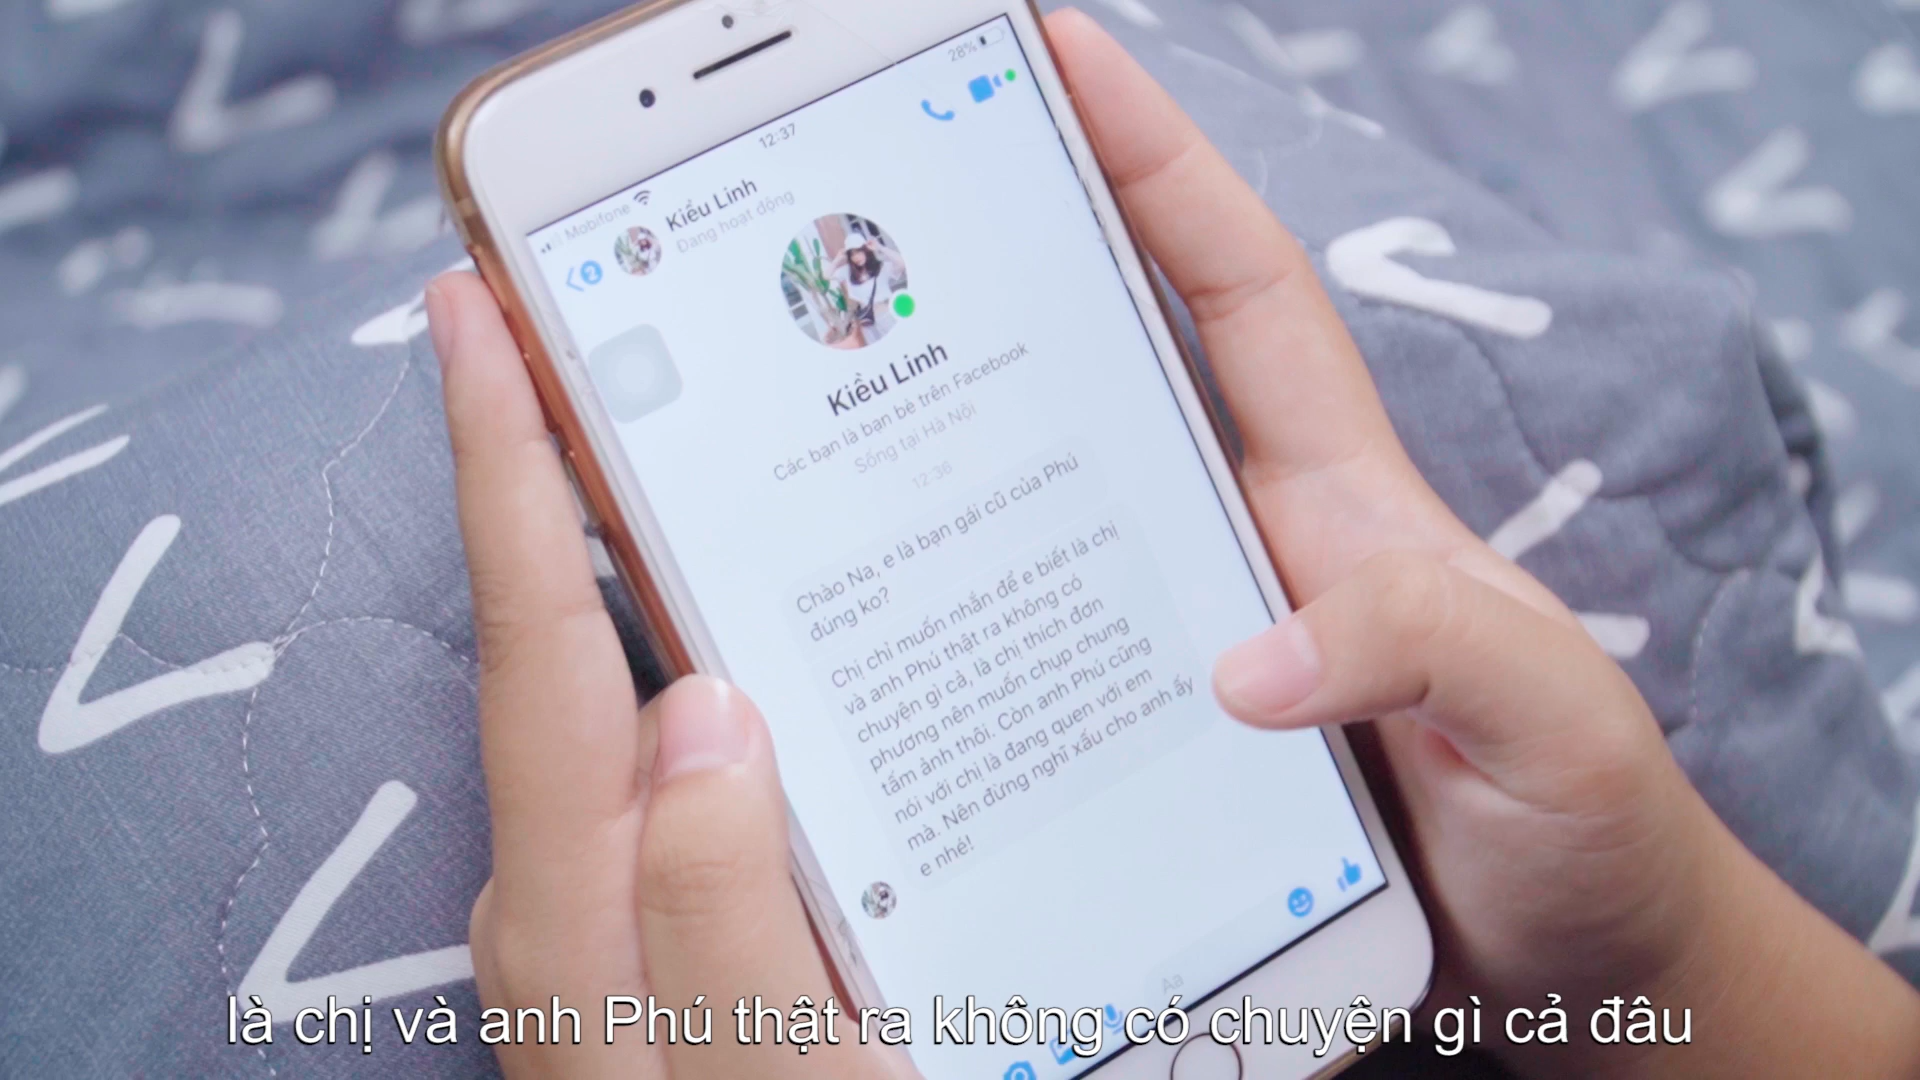 Mobifone
12:37
28%
2
Kiều Linh
Đang hoạt động
Kiều Linh
Các bạn là bạn bè trên Facebook
Sống tại Hà Nội
12:36
Chào Na, e là bạn gái cũ của Phú
đúng ko?
Chị chỉ muốn nhắn để e biết là chị
và anh Phú thật ra không có
chuyện gì cả, là chị thích đơn
phương nên muốn chụp chung
tấm ảnh thôi. Còn anh Phú cũng
nói với chị là đang quen với em
mà. Nên đừng nghĩ xấu cho anh ấy
e nhé!
Aa
là chị và anh Phú thật ra không có chuyện gì cả đâu